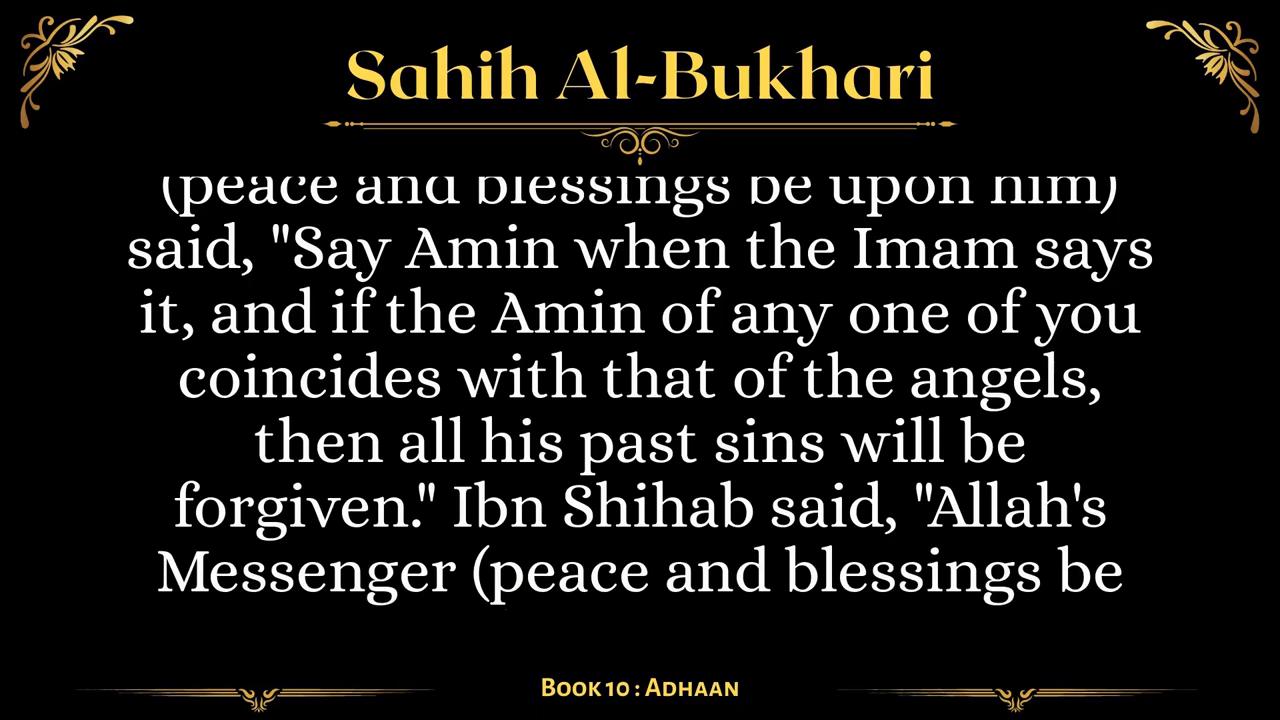 Sahih Al-Bukhari
(peace and blessings be upon him)
said, "Say Amin when the Imam says
it, and if the Amin of any one of you
coincides with that of the angels,
then all his past sins will be
forgiven." Ibn Shihab said, "Allah's
Messenger (peace and blessings be
Book 10 : Adhaan